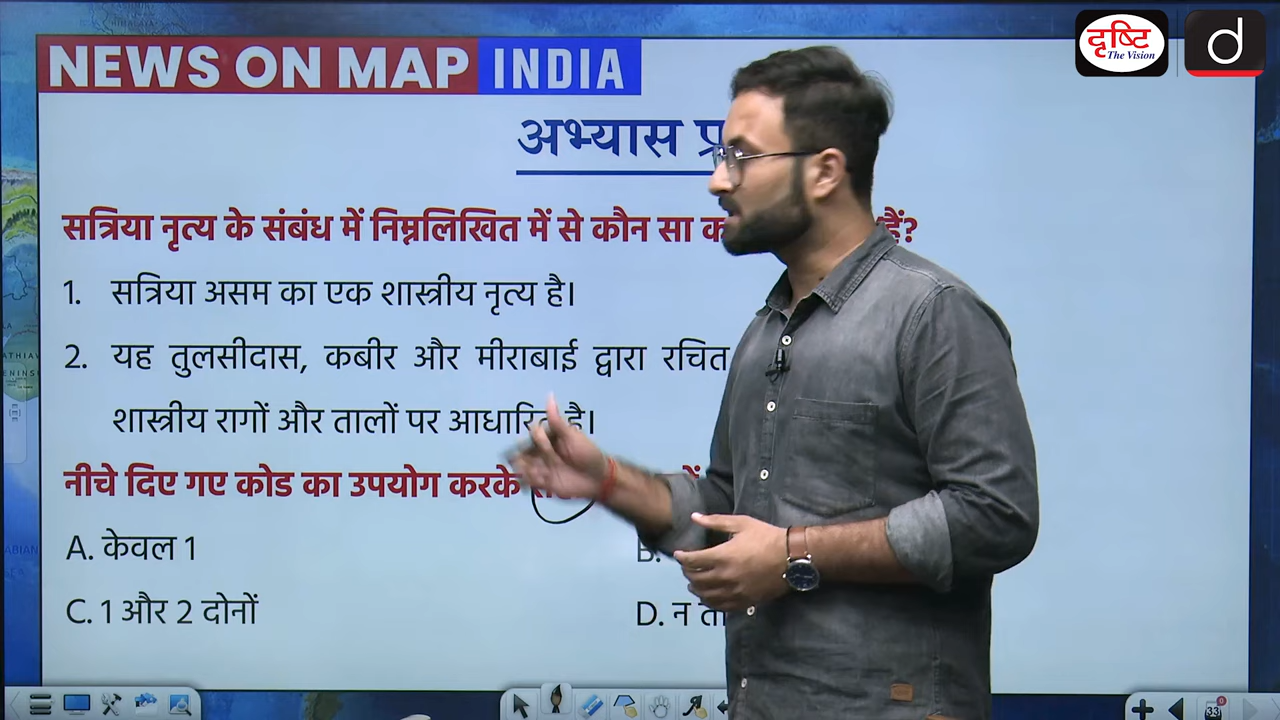 दृष्टि
The Vision
d
NEWS ON MAP INDIA
अभ्यास
सत्रिया नृत्य के संबंध में निम्नलिखित में से कौन सा हैं?
1. सत्रिया असम का एक शास्त्रीय नृत्य है।
2. यह तुलसीदास, कबीर और मीराबाई द्वारा रचित
शास्त्रीय रागों और तालों पर आधारित है।
नीचे दिए गए कोड का उपयोग करके
A. केवल 1
B.
C. 1 और 2 दोनों
D. न
33